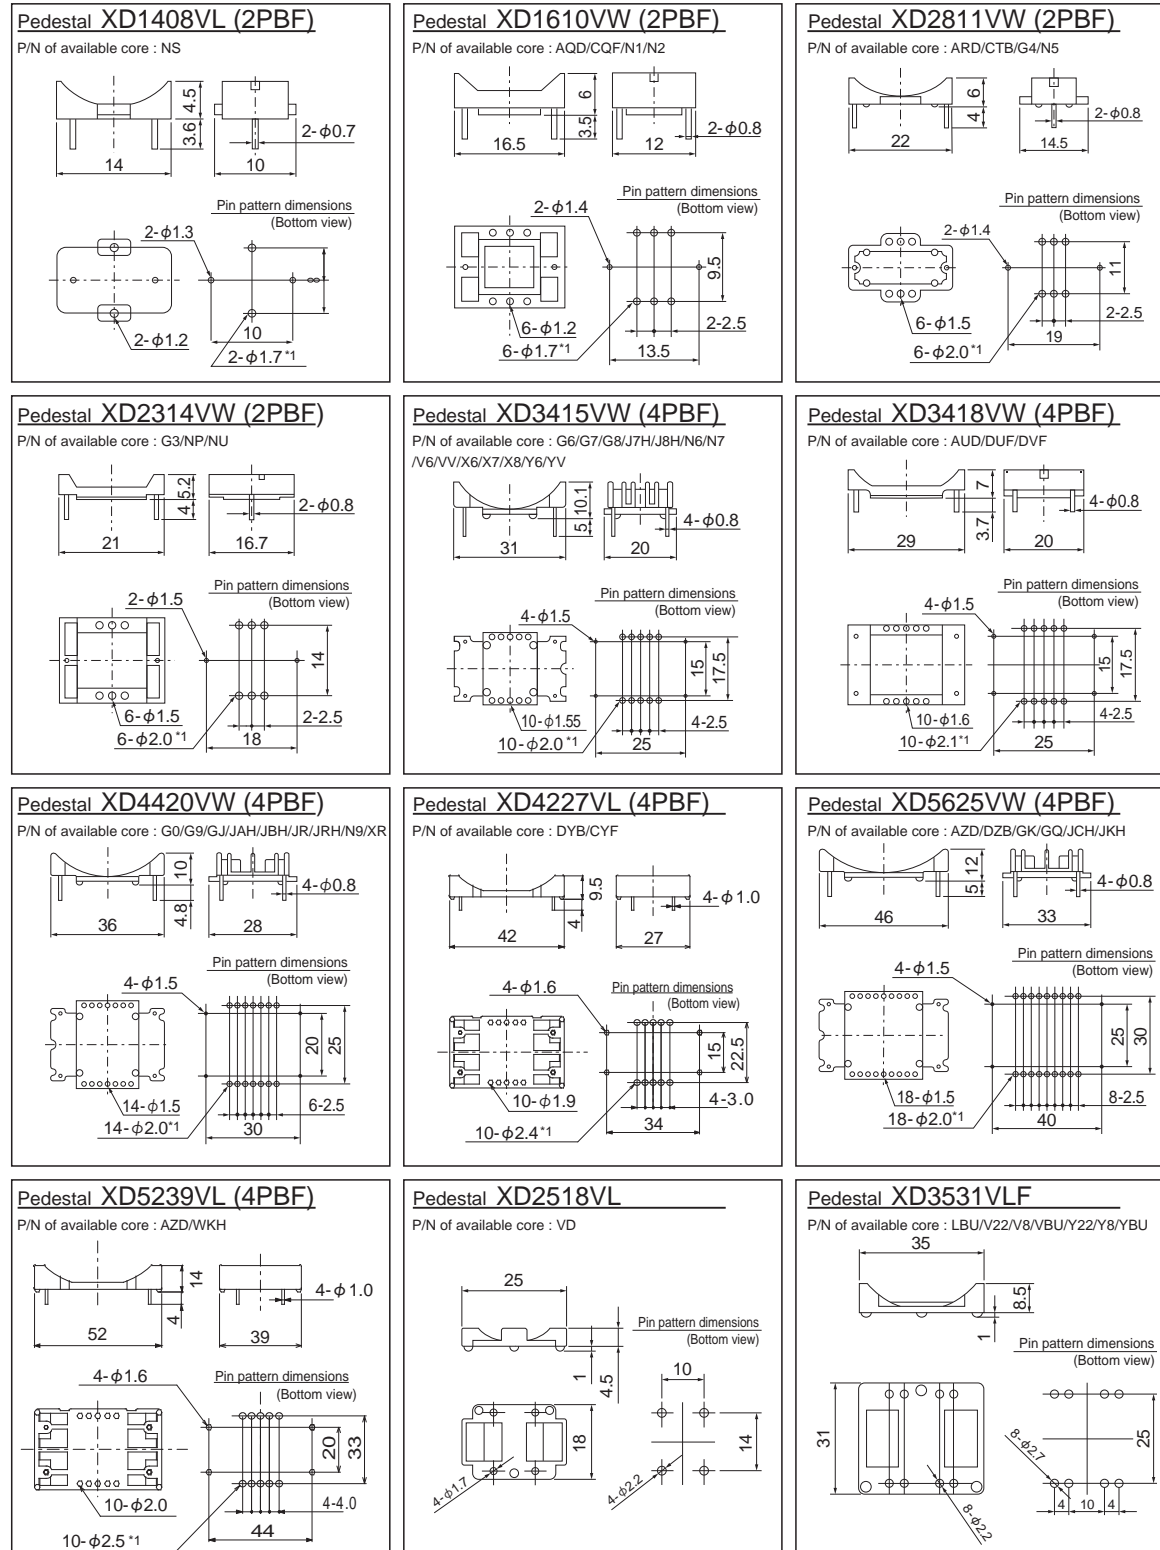 Pedestal XD1408VL (2PBF)
P/N of available core : NS
4.5
3.6
2-ϕ0.7
14
10
Pin pattern dimensions
(Bottom view)
2-ϕ1.3
10
2-ϕ1.2
2-ϕ1.7*1
Pedestal XD1610VW (2PBF)
P/N of available core : AQD/CQF/N1/N2
6
3.5
2-ϕ0.8
16.5
12
Pin pattern dimensions
(Bottom view)
2-ϕ1.4
9.5
6-ϕ1.2
2-2.5
6-ϕ1.7*1
13.5
Pedestal XD2811VW (2PBF)
P/N of available core : ARD/CTB/G4/N5
6
4
2-ϕ0.8
22
14.5
Pin pattern dimensions
(Bottom view)
2-ϕ1.4
11
6-ϕ1.5
2-2.5
19
6-ϕ2.0*1
Pedestal XD2314VW (2PBF)
P/N of available core : G3/NP/NU
5.2
4
2-ϕ0.8
21
16.7
Pin pattern dimensions
(Bottom view)
2-ϕ1.5
14
6-ϕ1.5
2-2.5
6-ϕ2.0*1
18
Pedestal XD3415VW (4PBF)
P/N of available core : G6/G7/G8/J7H/J8H/N6/N7
/V6/VV/X6/X7/X8/Y6/YV
10.1
5
4-ϕ0.8
31
20
Pin pattern dimensions
(Bottom view)
4-ϕ1.5
15
17.5
10-ϕ1.55
4-2.5
10-ϕ2.0*1
25
Pedestal XD3418VW (4PBF)
P/N of available core : AUD/DUF/DVF
7
3.7
4-ϕ0.8
29
20
Pin pattern dimensions
(Bottom view)
4-ϕ1.5
15
17.5
10-ϕ1.6
4-2.5
10-ϕ2.1*1
25
Pedestal XD4420VW (4PBF)
P/N of available core : G0/G9/GJ/JAH/JBH/JR/JRH/N9/XR
10
4.8
4-ϕ0.8
36
28
Pin pattern dimensions
(Bottom view)
4-ϕ1.5
20
25
14-ϕ1.5
6-2.5
14-ϕ2.0*1
30
Pedestal XD4227VL (4PBF)
P/N of available core : DYB/CYF
9.5
4
4-ϕ1.0
42
27
Pin pattern dimensions
(Bottom view)
4-ϕ1.6
15
22.5
10-ϕ1.9
4-3.0
34
10-ϕ2.4*1
Pedestal XD5625VW (4PBF)
P/N of available core : AZD/DZB/GK/GQ/JCH/JKH
12
5
4-ϕ0.8
46
33
Pin pattern dimensions
(Bottom view)
4-ϕ1.5
25
30
18-ϕ1.5
8-2.5
18-ϕ2.0*1
40
Pedestal XD5239VL (4PBF)
P/N of available core : AZD/WKH
14
4
4-ϕ1.0
52
39
Pin pattern dimensions
(Bottom view)
4-ϕ1.6
20
33
10-ϕ2.0
4-4.0
44
10-ϕ2.5 *1
Pedestal XD2518VL
P/N of available core : VD
25
1
4.5
Pin pattern dimensions
(Bottom view)
10
18
14
4-ϕ1.7
4-ϕ2.2
Pedestal XD3531VLF
P/N of available core : LBU/V22/V8/VBU/Y22/Y8/YBU
35
8.5
1
Pin pattern dimensions
(Bottom view)
31
25
8-ϕ2.7
4
10
4
8-ϕ2.2